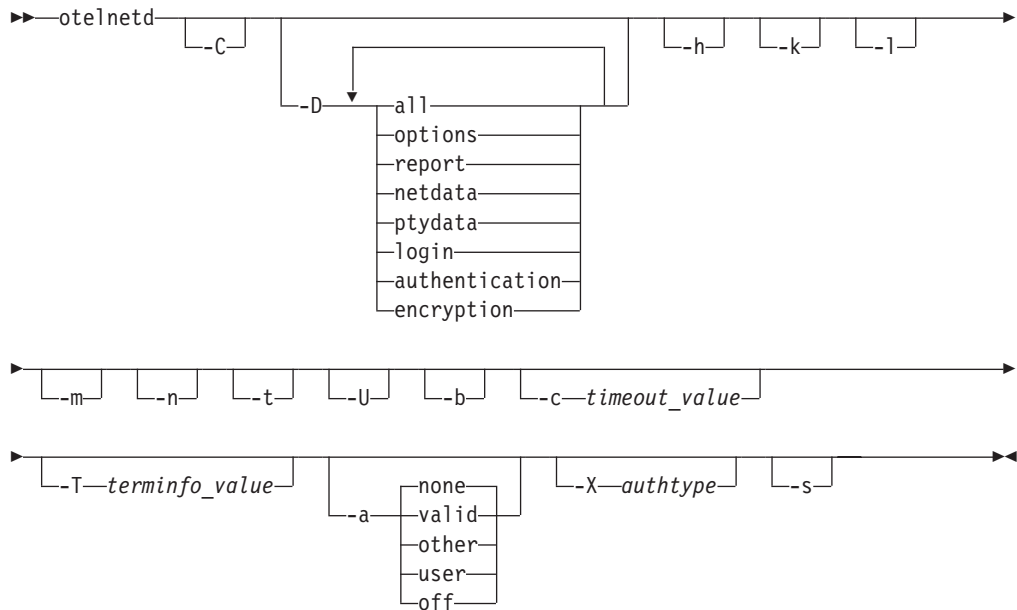 otelnetd -C -D all -h -k -l
options
report
netdata
ptydata
login
authentication
encryption
-m -n -t -U -b -c timeout_value
-T terminfo_value -a none -X authtype -s
valid
other
user
off